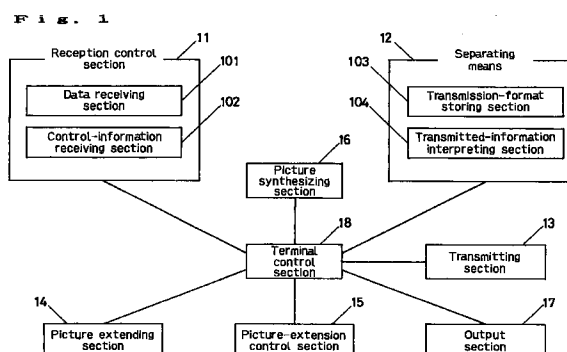 Fig. 1
11
Reception control
section
101
Data receiving
section
102
Control-information
receiving section
12
Separating
means
103
Transmission-format
storing section
104
Transmitted-information
interpreting section
16
Picture
synthesizing
section
18
Terminal
control
section
13
Transmitting
section
14
Picture extending
section
15
Picture-extension
control section
17
Output
section